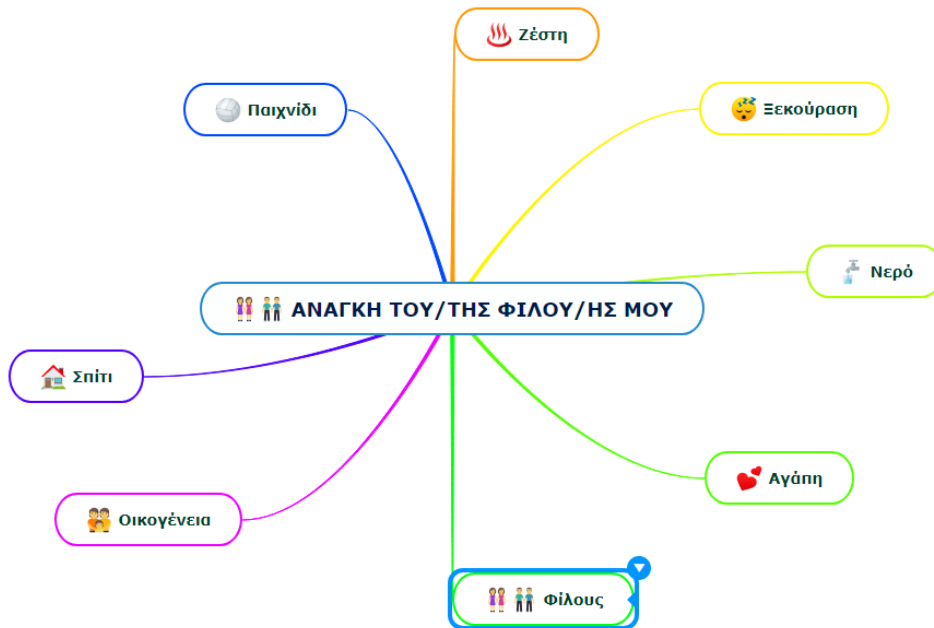 Ζέστη
Παιχνίδι
Ξεκούραση
Νερό
ΑΝΑΓΚΗ ΤΟΥ/ΤΗΣ ΦΙΛΟΥ/ΗΣ ΜΟΥ
Σπίτι
Αγάπη
Οικογένεια
Φίλους